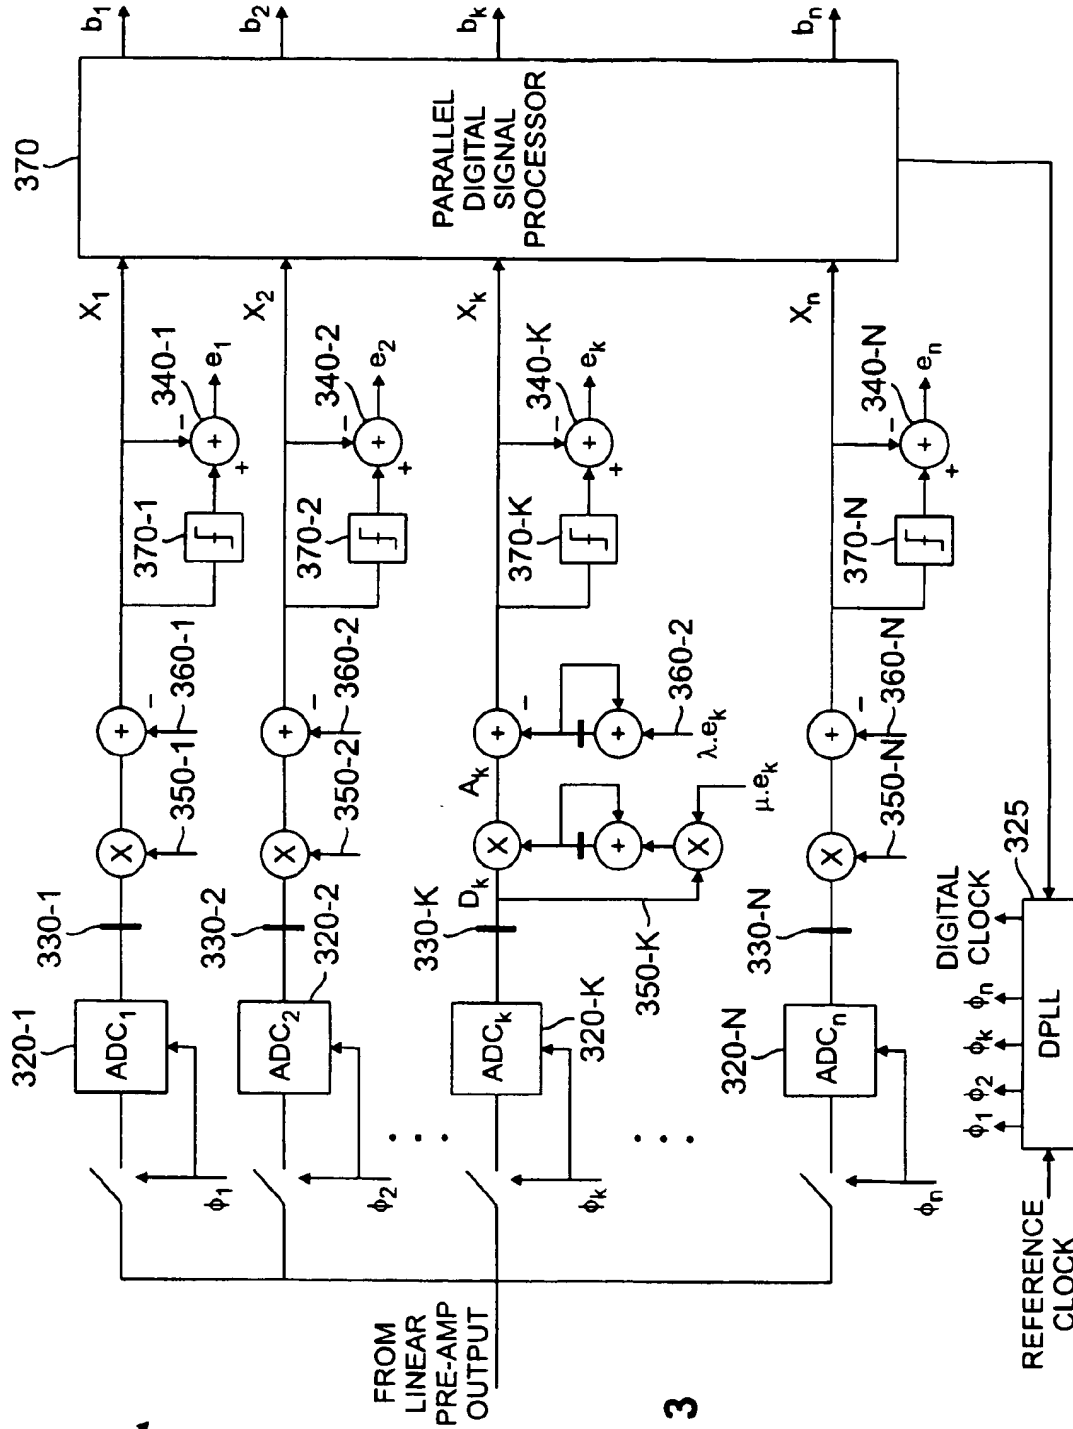 b1
b2
bk
bn
370
PARALLEL
DIGITAL
SIGNAL
PROCESSOR
X1
X2
Xk
Xn
340-1
e1
340-2
e2
340-K
ek
340-N
en
−
+
+
−
+
+
−
+
+
−
+
+
370-1
370-2
370-K
370-N
360-1
360-2
360-2
360-N
+
−
+
−
+
−
+
−
Ak
+
λ.ek
350-1
350-2
350-K
350-N
X
X
X
X
+
X
μ.ek
Dk
330-1
330-2
330-K
330-N
320-1
ADC1
320-2
ADC2
320-K
ADCk
320-N
ADCn
ϕ1
ϕ2
ϕk
ϕn
. . .
. . .
FROM
LINEAR
PRE-AMP
OUTPUT
325
DIGITAL
CLOCK
ϕn
ϕk
ϕ2
ϕ1
DPLL
REFERENCE
CLOCK
3